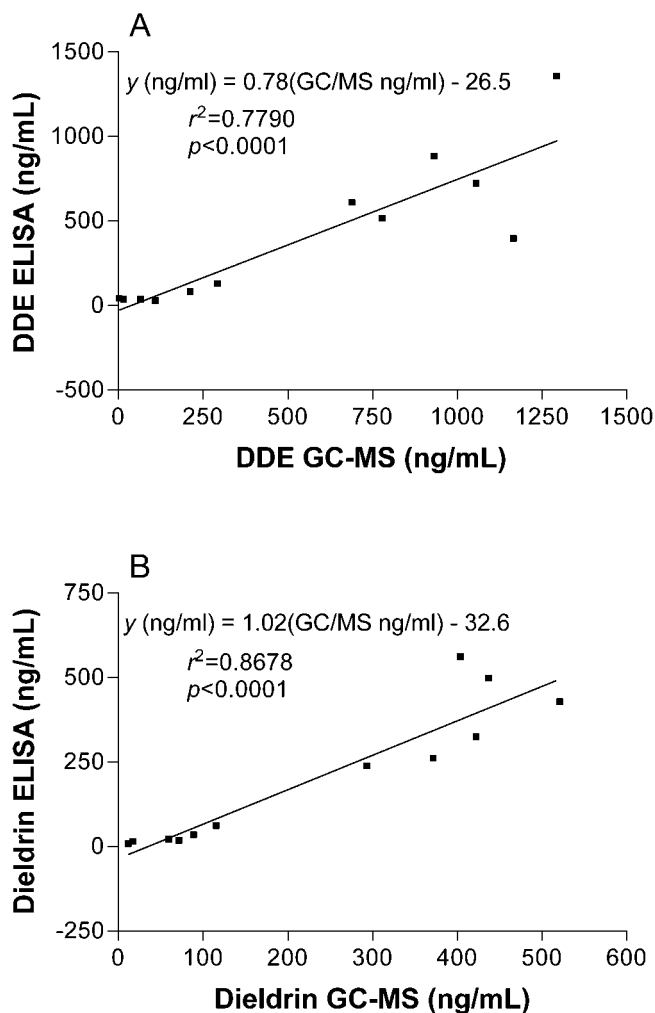 A
1500
y (ng/ml) = 0.78(GC/MS ng/ml) - 26.5
r²=0.7790
p<0.0001
1000
500
0
-500
DDE ELISA (ng/mL)
0 250 500 750 1000 1250 1500
DDE GC-MS (ng/mL)
B
750
y (ng/ml) = 1.02(GC/MS ng/ml) - 32.6
r²=0.8678
p<0.0001
500
250
0
-250
Dieldrin ELISA (ng/mL)
0 100 200 300 400 500 600
Dieldrin GC-MS (ng/mL)